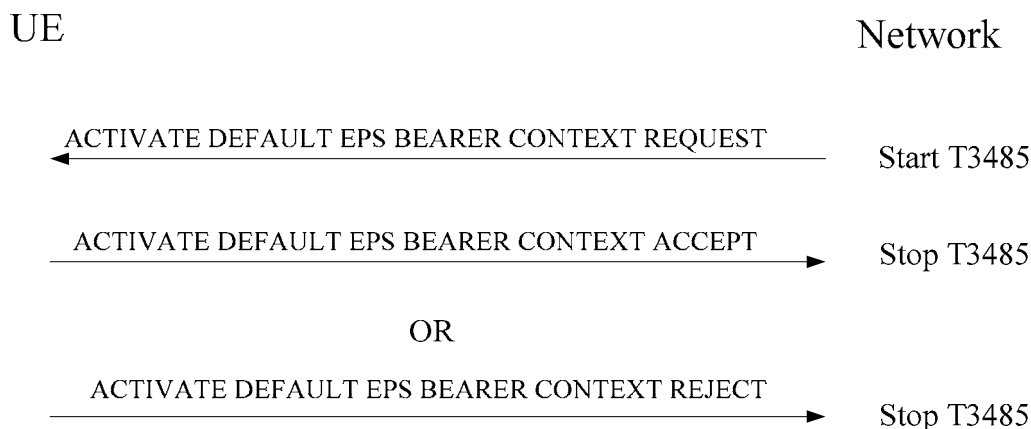 UE
Network
ACTIVATE DEFAULT EPS BEARER CONTEXT REQUEST
Start T3485
ACTIVATE DEFAULT EPS BEARER CONTEXT ACCEPT
Stop T3485
OR
ACTIVATE DEFAULT EPS BEARER CONTEXT REJECT
Stop T3485